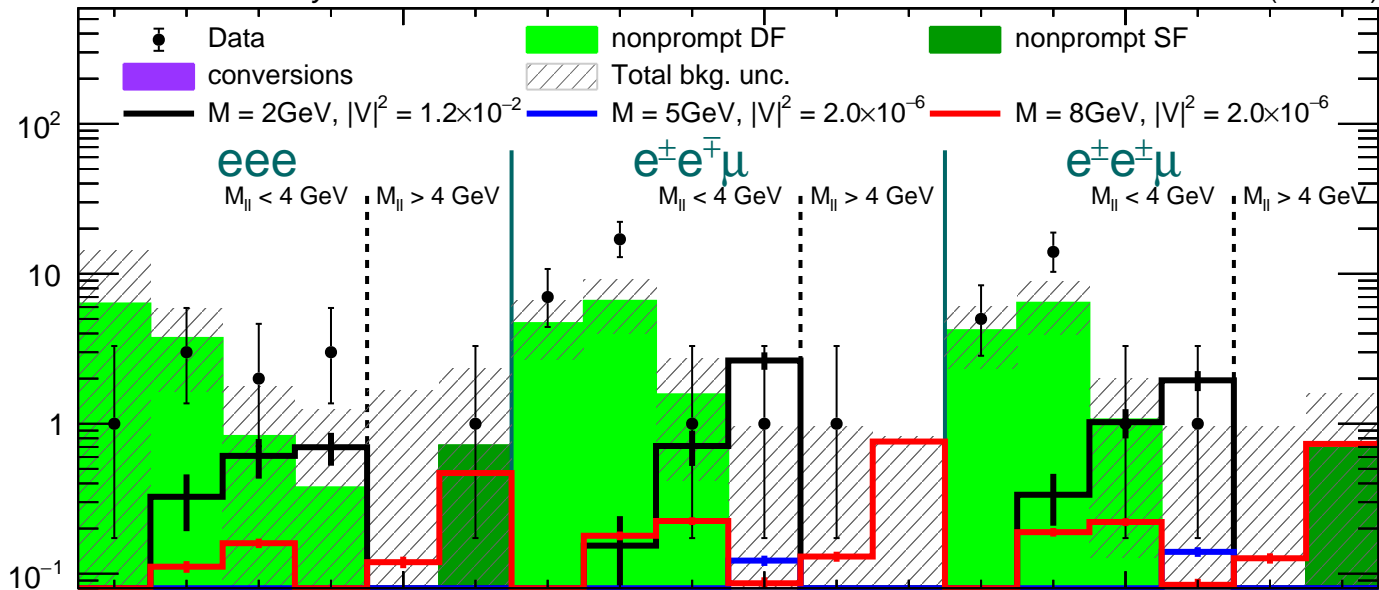 Data nonprompt DF nonprompt SF
conversions Total bkg. unc.
M = 2GeV, |V|² = 1.2×10⁻² M = 5GeV, |V|² = 2.0×10⁻⁶ M = 8GeV, |V|² = 2.0×10⁻⁶
10²
eee e±e∓μ e±e±μ
M_ll < 4 GeV M_ll > 4 GeV M_ll < 4 GeV M_ll > 4 GeV M_ll < 4 GeV M_ll > 4 GeV
10
1
10⁻¹